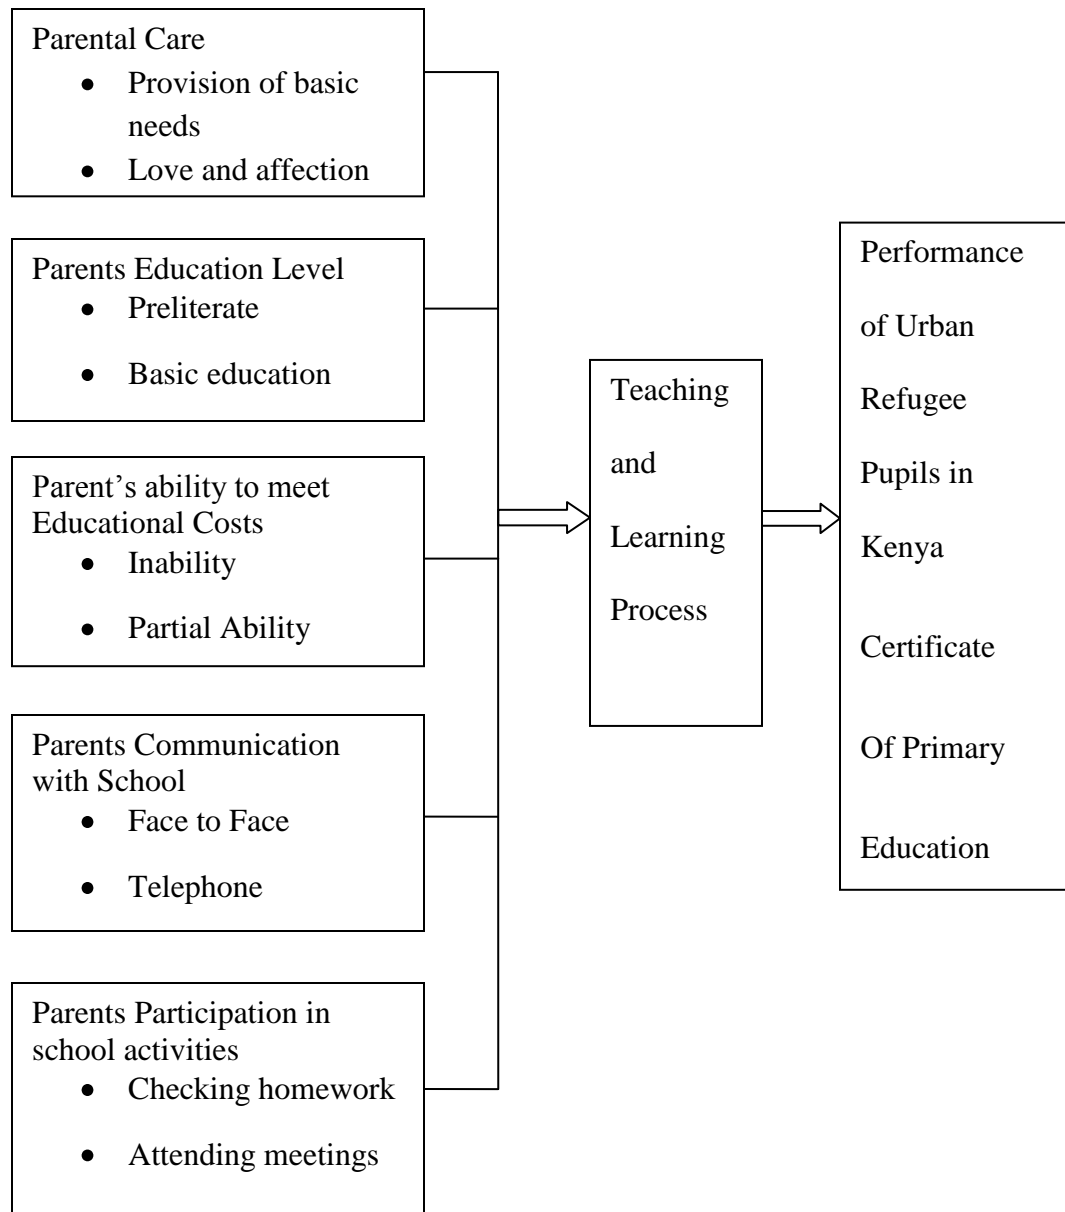 Parental Care
• Provision of basic
needs
• Love and affection
Parents Education Level
• Preliterate
• Basic education
Parent’s ability to meet
Educational Costs
• Inability
• Partial Ability
Parents Communication
with School
• Face to Face
• Telephone
Parents Participation in
school activities
• Checking homework
• Attending meetings
Teaching
and
Learning
Process
Performance
of Urban
Refugee
Pupils in
Kenya
Certificate
Of Primary
Education